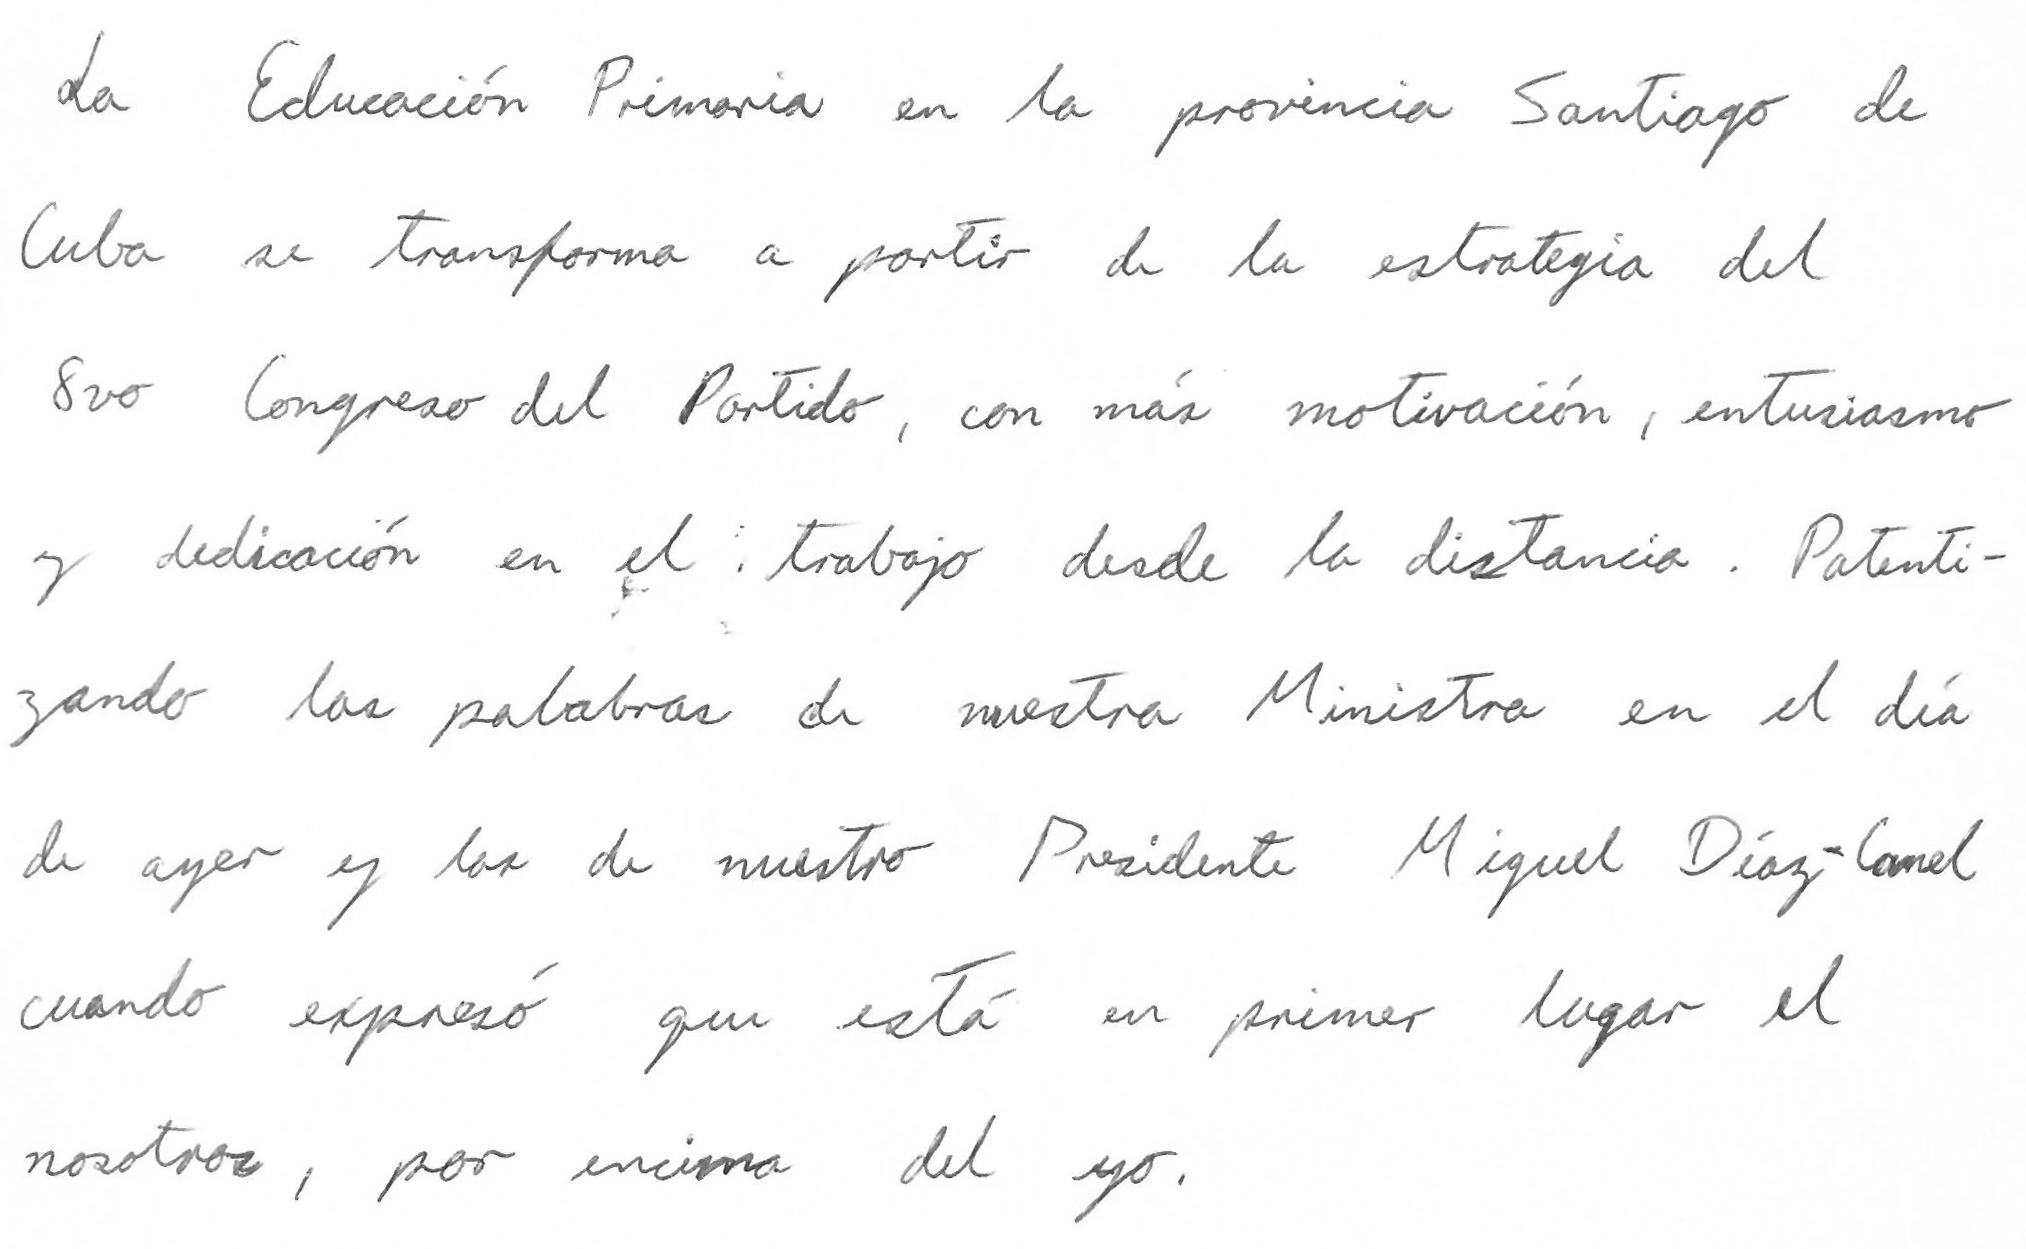 La Educación Primaria en la provincia Santiago de
Cuba se transforma a partir de la estrategia del
8vo Congreso del Partido, con más motivación, entusiasmo
y dedicación en el trabajo desde la distancia. Patenti-
zando las palabras de nuestra Ministra en el día
de ayer y las de nuestro Presidente Miguel Díaz-Canel
cuando expresó que está en primer lugar el
nosotros, por encima del yo.